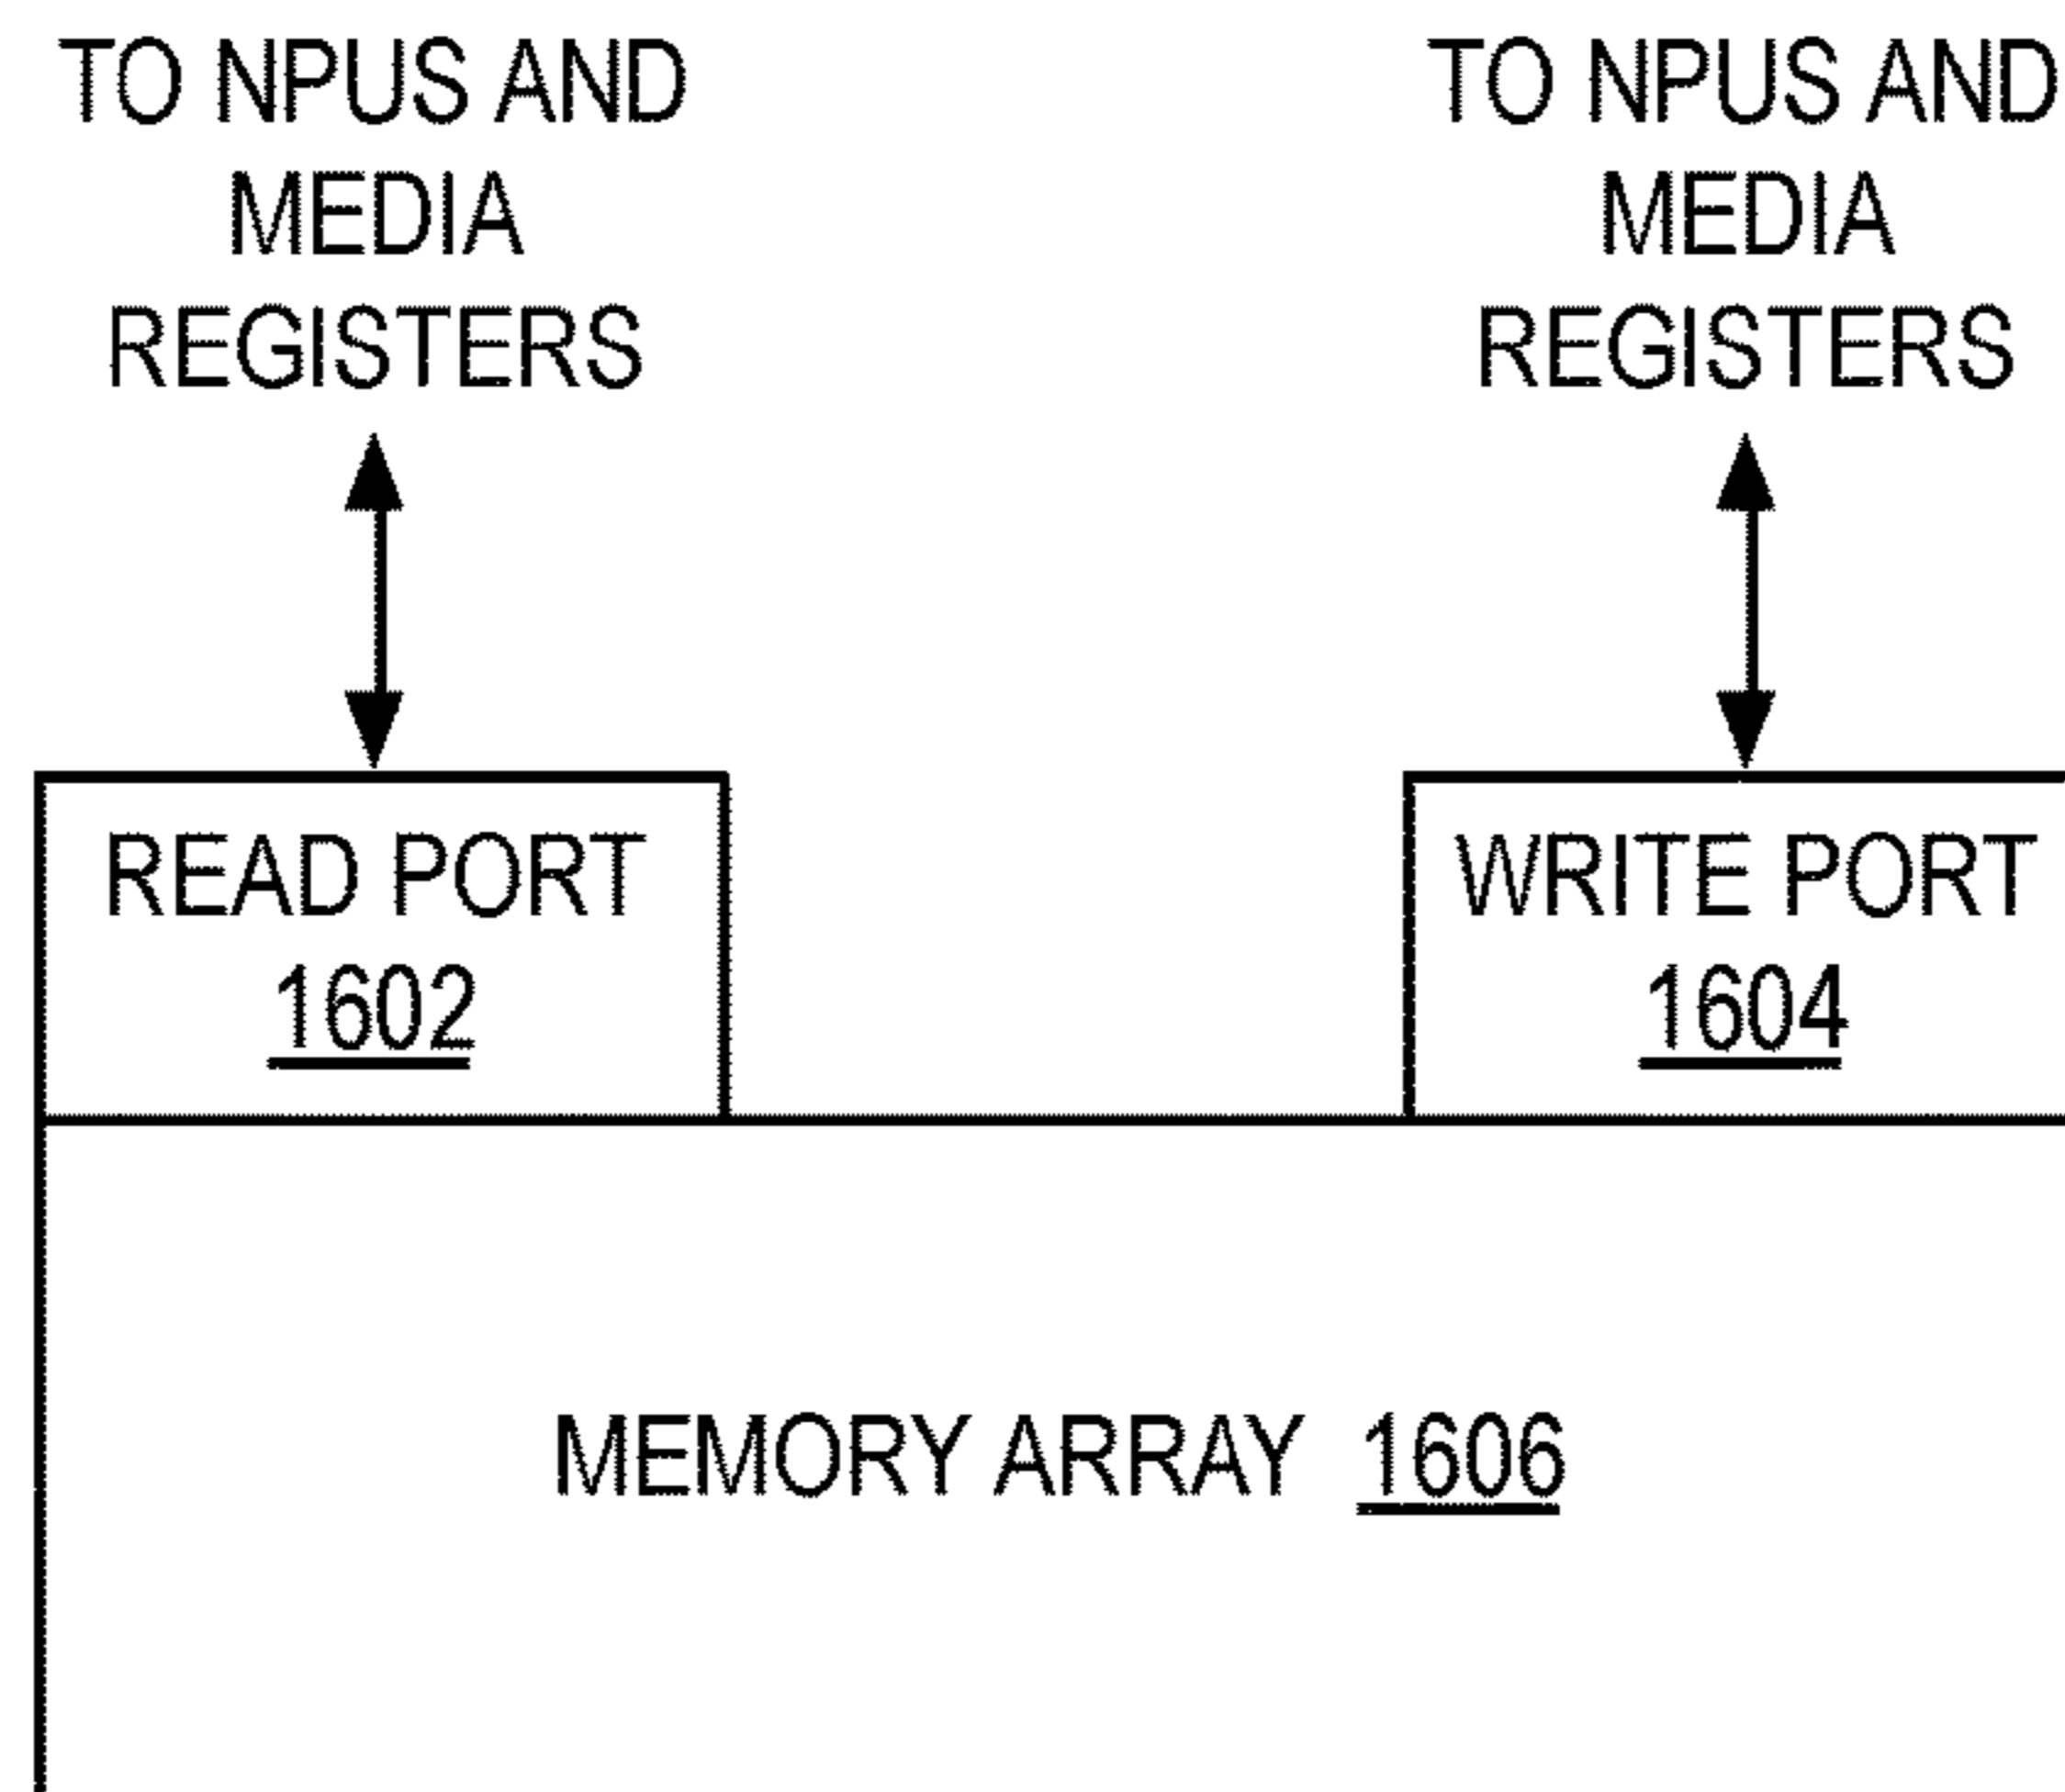 TO NPUS AND
MEDIA
REGISTERS
TO NPUS AND
MEDIA
REGISTERS
READ PORT
1602
WRITE PORT
1604
MEMORY ARRAY 1606